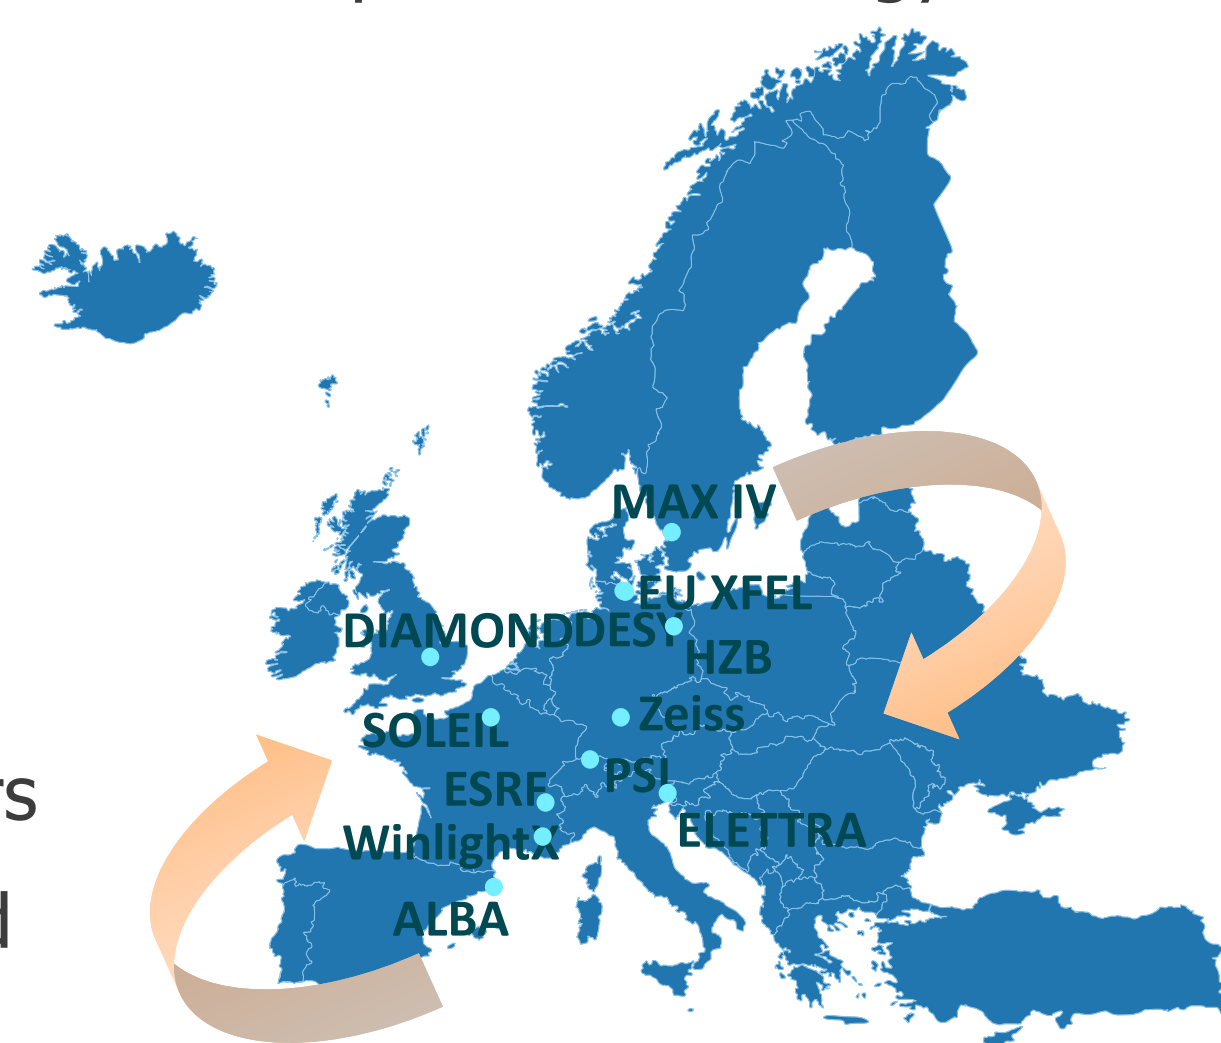 MAX IV
EU XFEL
DIAMOND
DESY
HZB
Zeiss
SOLEIL
PSI
ESRF
WinlightX
ELETTRA
ALBA